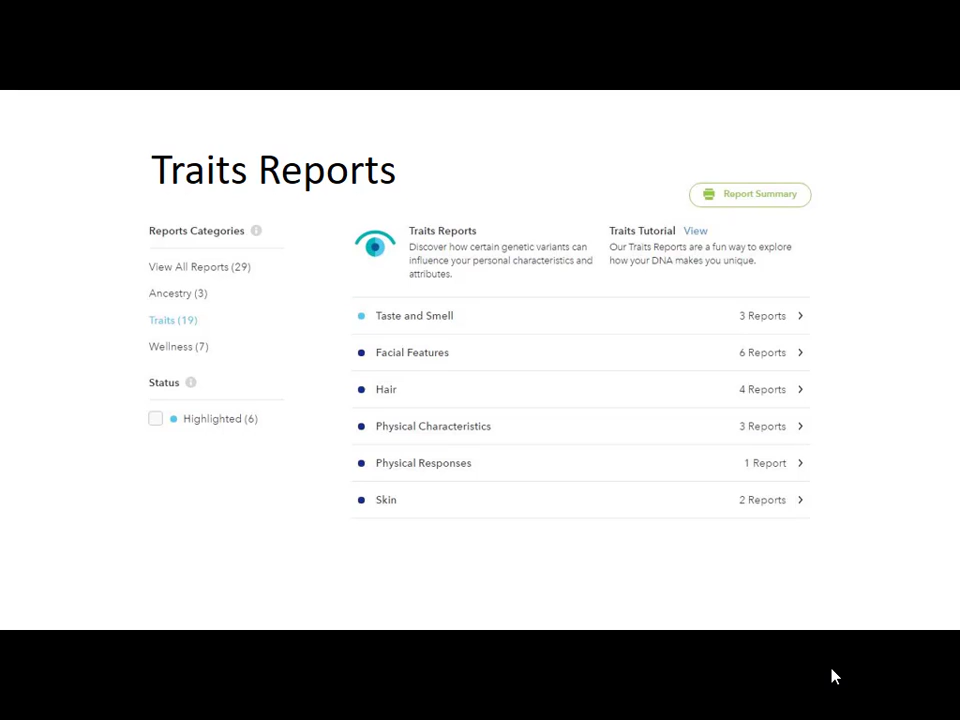 Traits Reports
Report Summary
Reports Categories
View All Reports (29)
Ancestry (3)
Traits (19)
Wellness (7)
Status
Highlighted (6)
Traits Reports
Discover how certain genetic variants can
influence your personal characteristics and
attributes.
Traits Tutorial View
Our Traits Reports are a fun way to explore
how your DNA makes you unique.
Taste and Smell 3 Reports
Facial Features 6 Reports
Hair 4 Reports
Physical Characteristics 3 Reports
Physical Responses 1 Report
Skin 2 Reports